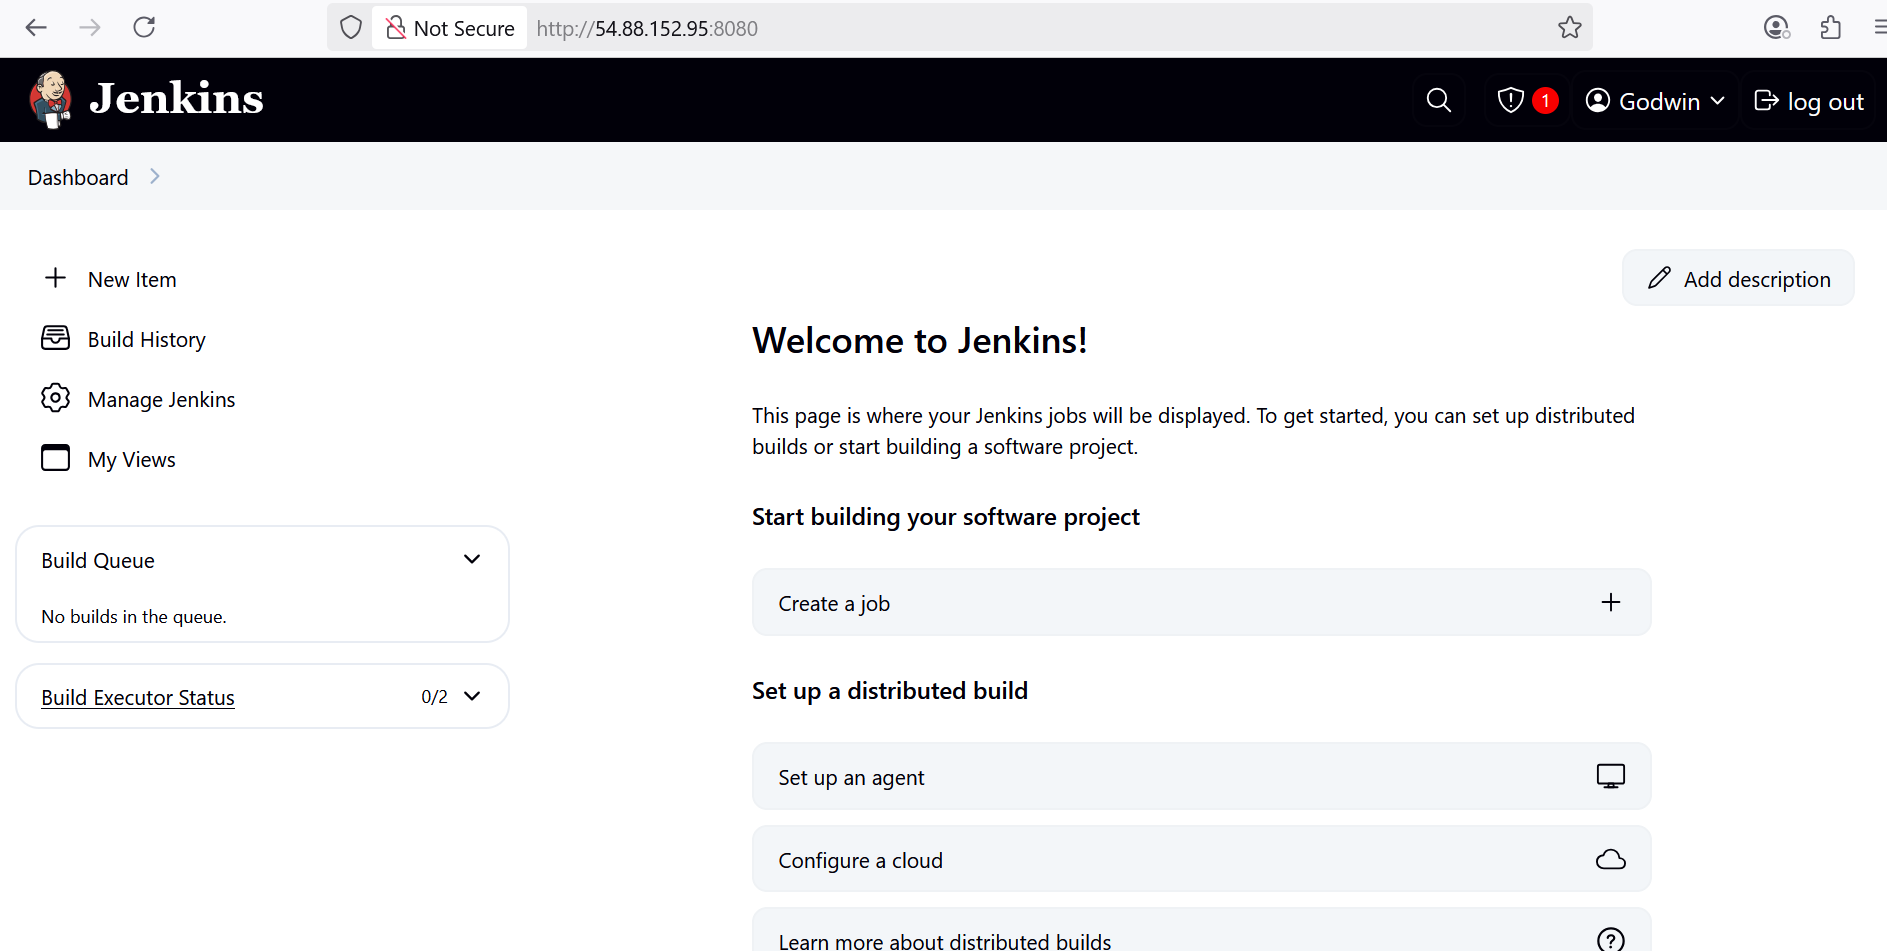 Not Secure http://54.88.152.95:8080
Jenkins
1 Godwin log out
Dashboard
New Item
Build History
Manage Jenkins
My Views
Build Queue
No builds in the queue.
Build Executor Status 0/2
Add description
Welcome to Jenkins!
This page is where your Jenkins jobs will be displayed. To get started, you can set up distributed
builds or start building a software project.
Start building your software project
Create a job
Set up a distributed build
Set up an agent
Configure a cloud
Learn more about distributed builds